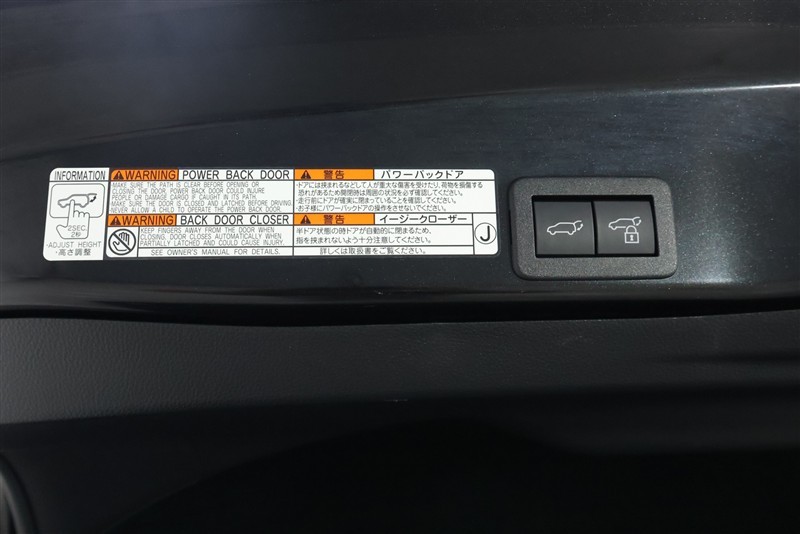 INFORMATION
2SEC.
2秒
·ADJUST HEIGHT
·高さ調整
WARNING POWER BACK DOOR
MAKE SURE THE PATH IS CLEAR BEFORE OPENING OR
CLOSING THE DOOR. POWER BACK DOOR COULD INJURE
PEOPLE OR DAMAGE CARGO IF CAUGHT IN ITS PATH.
MAKE SURE THE DOOR IS CLOSED AND LATCHED BEFORE DRIVING.
NEVER ALLOW A CHILD TO OPERATE THE POWER BACK DOOR.
WARNING BACK DOOR CLOSER
KEEP FINGERS AWAY FROM THE DOOR WHEN
CLOSING. DOOR CLOSES AUTOMATICALLY WHEN
PARTIALLY LATCHED AND COULD CAUSE INJURY.
SEE OWNER'S MANUAL FOR DETAILS.
警告 パワーバックドア
・ドアには挟まれるなどして人が重大な傷害を受けたり、荷物を損傷する
恐れがあるため開閉時は周囲の状況を必ず確認してください。
・走行前にドアが確実に閉まっていることを確認してください。
・お子様にパワーバックドアの操作をさせないでください。
警告 イージークローザー
半ドア状態の時ドアが自動的に閉まるため、
指を挟まれないよう十分注意してください。
詳しくは取扱書をご覧ください。
J